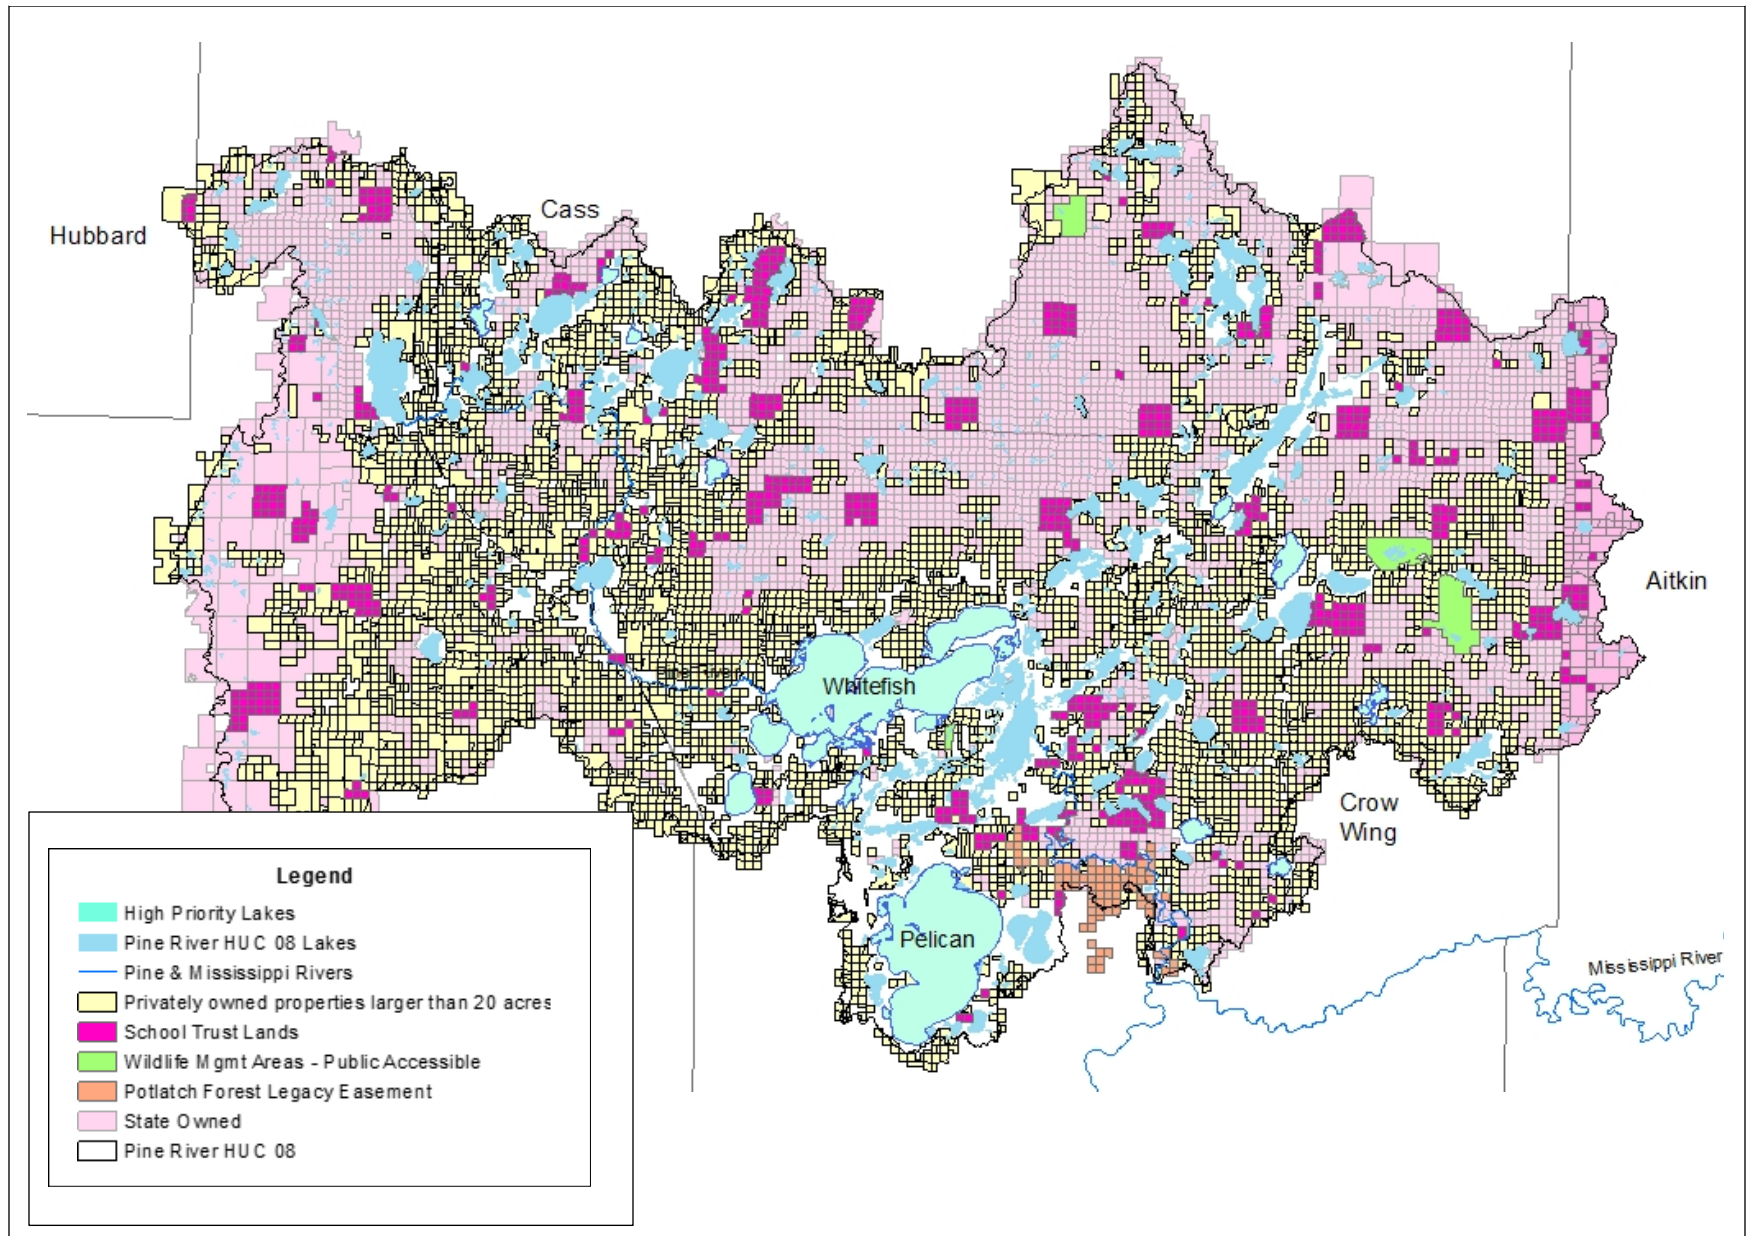 Hubbard
Cass
Aitkin
Whitefish
Crow
Wing
Pelican
Mississippi River
Legend
High Priority Lakes
Pine River HUC 08 Lakes
Pine & Mississippi Rivers
Privately owned properties larger than 20 acres
School Trust Lands
Wildlife Mgmt Areas - Public Accessible
Potlatch Forest Legacy Easement
State Owned
Pine River HUC 08